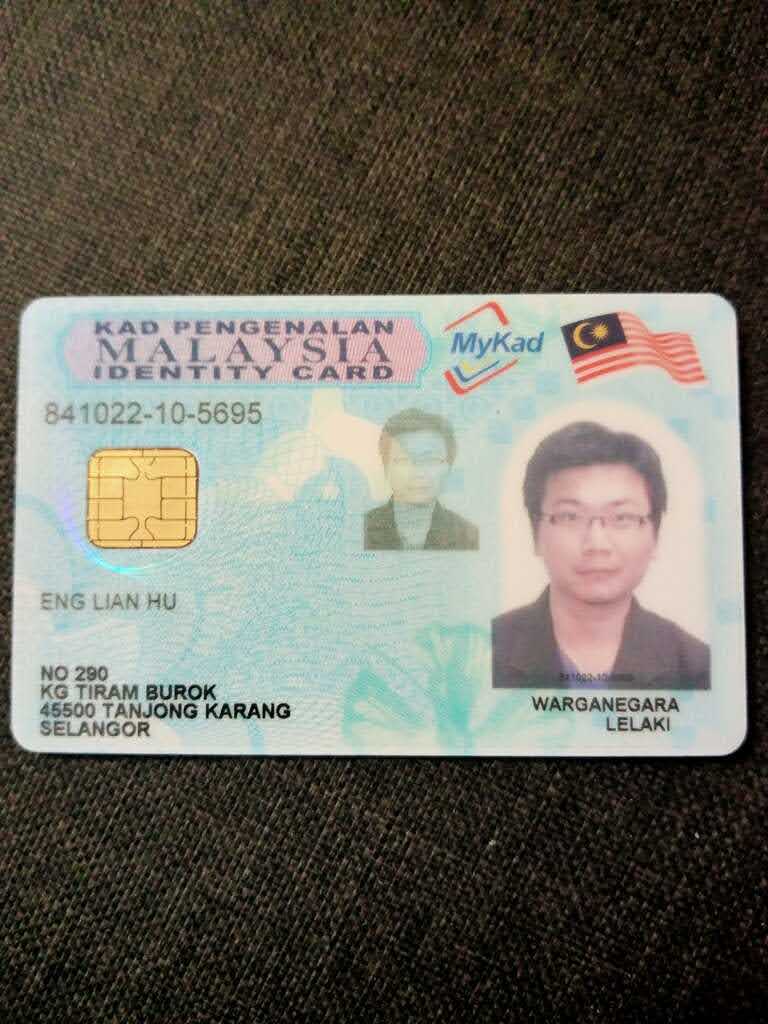 KAD PENGENALAN
MALAYSIA
IDENTITY CARD
MyKad
841022-10-5695
ENG LIAN HU
NO 290
KG TIRAM BUROK
45500 TANJONG KARANG
SELANGOR
841022-10-5695
WARGANEGARA
LELAKI